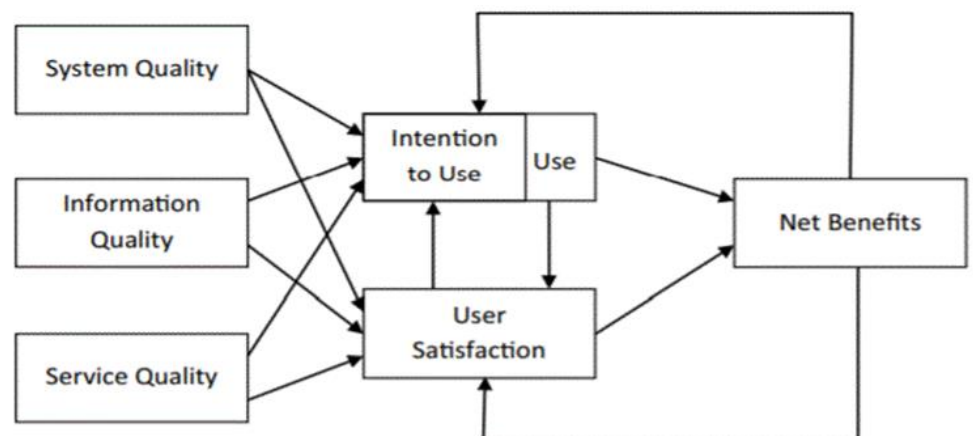 System Quality
Intention
to Use
Use
Information
Quality
Net Benefits
User
Satisfaction
Service Quality